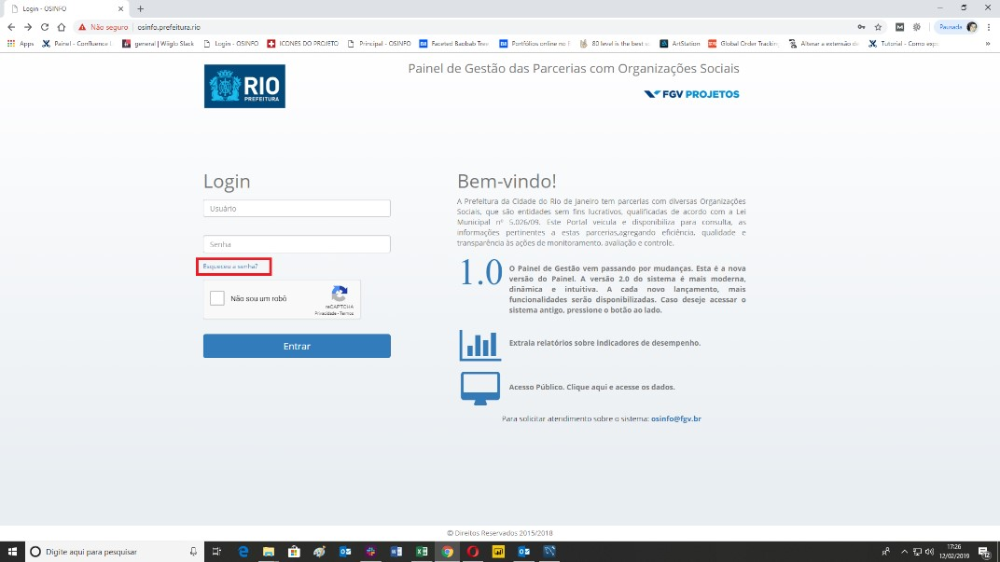 Login - OSINFO
Não seguro | osinfo.prefeitura.rio
Pausada
Apps Painel - Confluence general | Wiiglo Slack Login - OSINFO ICONES DO PROJETO Principal - OSINFO Faceted Baobab Tree Portfólios online no 80 level is the best Global Order Trackin Alterar a extensão de Tutorial - Como expo
ArtStation
RIO
PREFEITURA
Painel de Gestão das Parcerias com Organizações Sociais
FGV PROJETOS
Login
Usuário
Senha
Esqueceu a senha?
Não sou um robô
reCAPTCHA
Privacidade - Termos
Entrar
Bem-vindo!
A Prefeitura da Cidade do Rio de Janeiro tem parcerias com diversas Organizações
Sociais, que são entidades sem fins lucrativos, qualificadas de acordo com a Lei
Municipal nº 5.026/09. Este Portal veicula e disponibiliza para consulta, as
informações pertinentes a estas parcerias,agregando eficiência, qualidade e
transparência às ações de monitoramento, avaliação e controle.
1.0
O Painel de Gestão vem passando por mudanças. Esta é a nova
versão do Painel. A versão 2.0 do sistema é mais moderna,
dinâmica e intuitiva. A cada novo lançamento, mais
funcionalidades serão disponibilizadas. Caso deseje acessar o
sistema antigo, pressione o botão ao lado.
Extraia relatórios sobre indicadores de desempenho.
Acesso Público. Clique aqui e acesse os dados.
Para solicitar atendimento sobre o sistema: osinfo@fgv.br
© Direitos Reservados 2015/2018
Digite aqui para pesquisar
17:26
12/02/2019